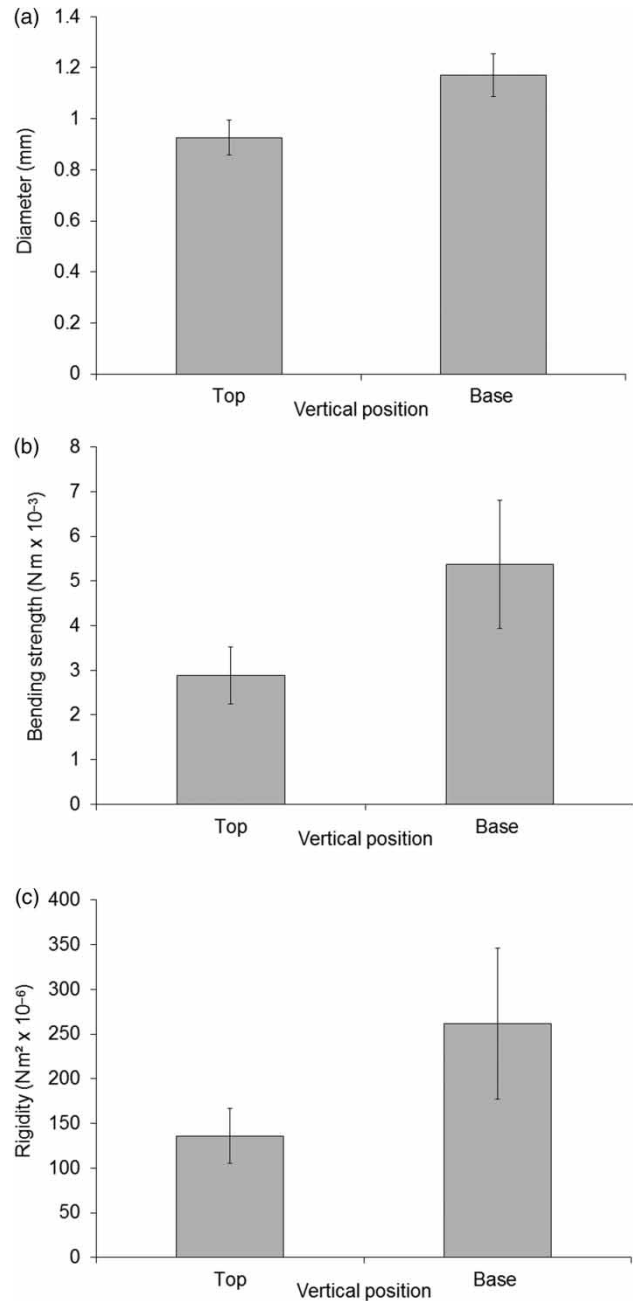 (a)
1.4
1.2
1
0.8
0.6
0.4
0.2
0
Diameter (mm)
Top
Base
Vertical position
(b)
8
7
6
5
4
3
2
1
0
Bending strength (N m x 10⁻³)
Top
Base
Vertical position
(c)
400
350
300
250
200
150
100
50
0
Rigidity (N m² x 10⁻⁶)
Top
Base
Vertical position